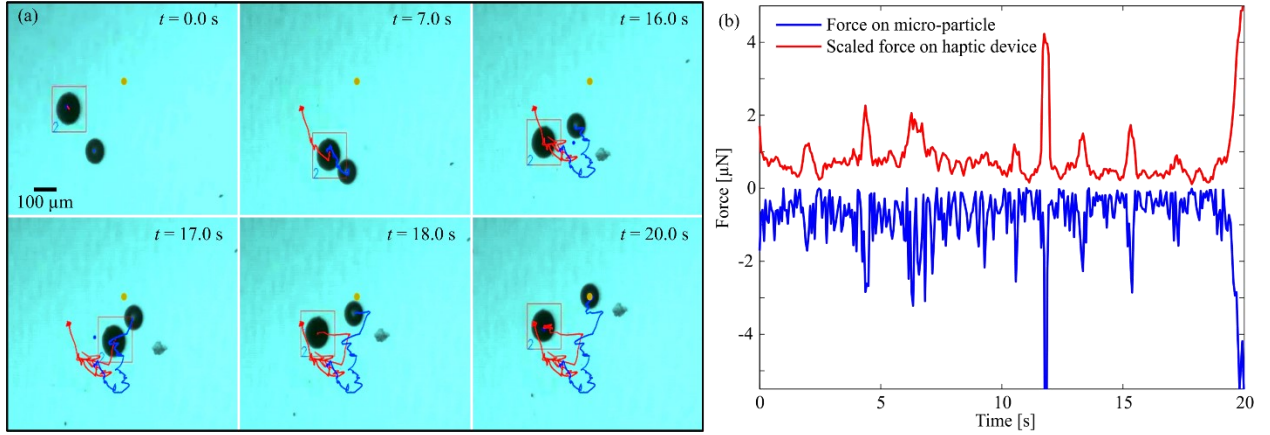 (a)
t = 0.0 s
t = 7.0 s
t = 16.0 s
2
2
2
100 µm
t = 17.0 s
t = 18.0 s
t = 20.0 s
2
2
2
(b)
Force on micro-particle
Scaled force on haptic device
4
2
0
-2
-4
Force [µN]
0
5
10
15
20
Time [s]